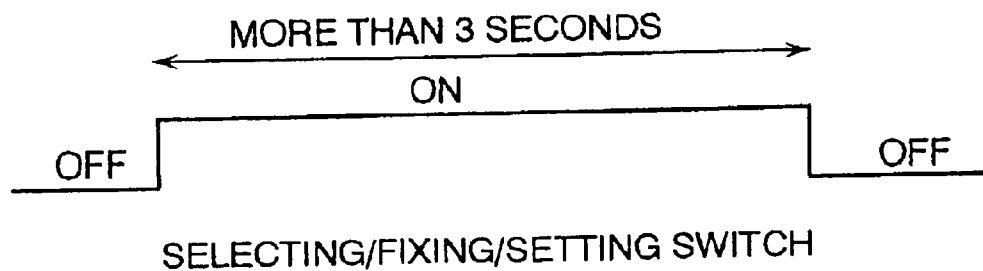 MORE THAN 3 SECONDS
ON
OFF OFF
SELECTING/FIXING/SETTING SWITCH